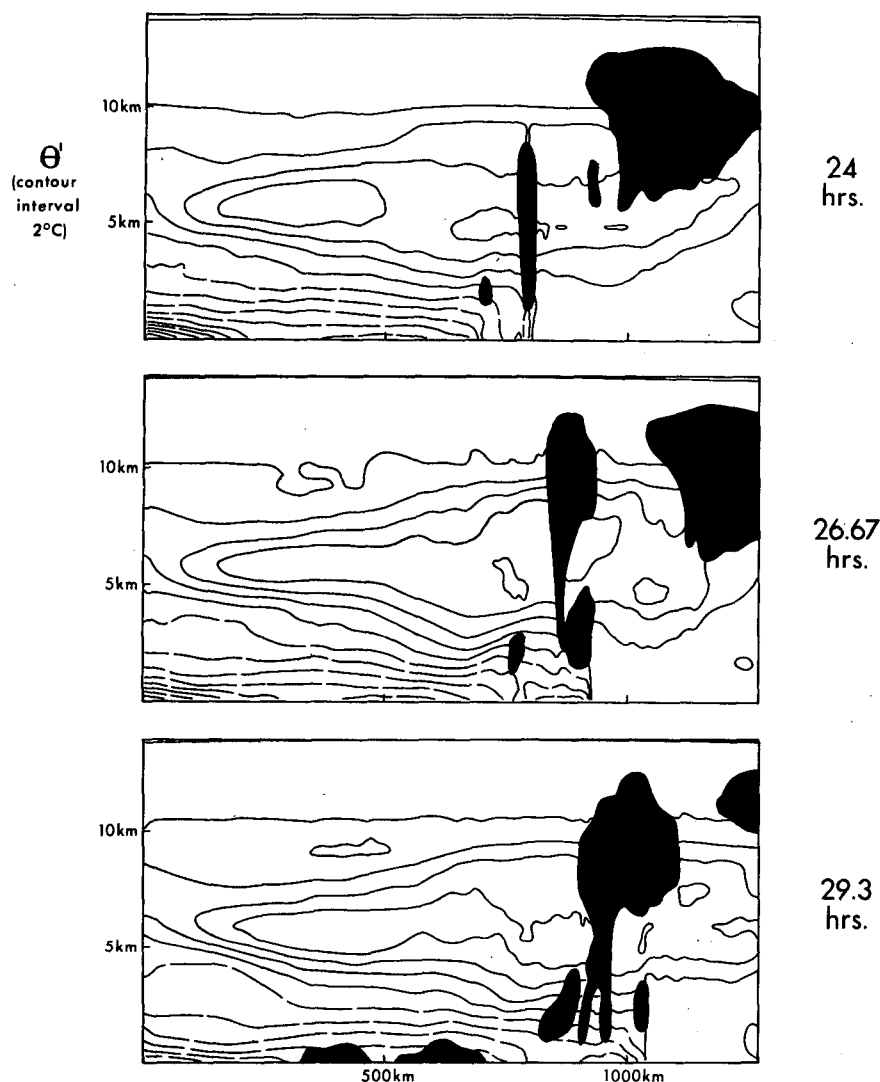 10km
θ'
(contour
interval
2°C)
5km
24
hrs.
10km
5km
26.67
hrs.
10km
5km
29.3
hrs.
500km
1000km